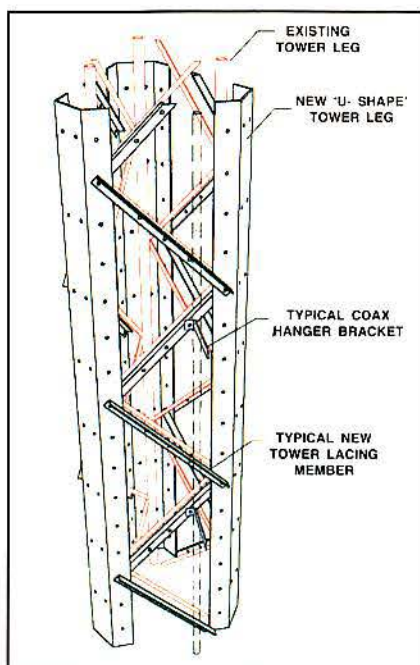 EXISTING
TOWER LEG
NEW 'U- SHAPE'
TOWER LEG
TYPICAL COAX
HANGER BRACKET
TYPICAL NEW
TOWER LACING
MEMBER